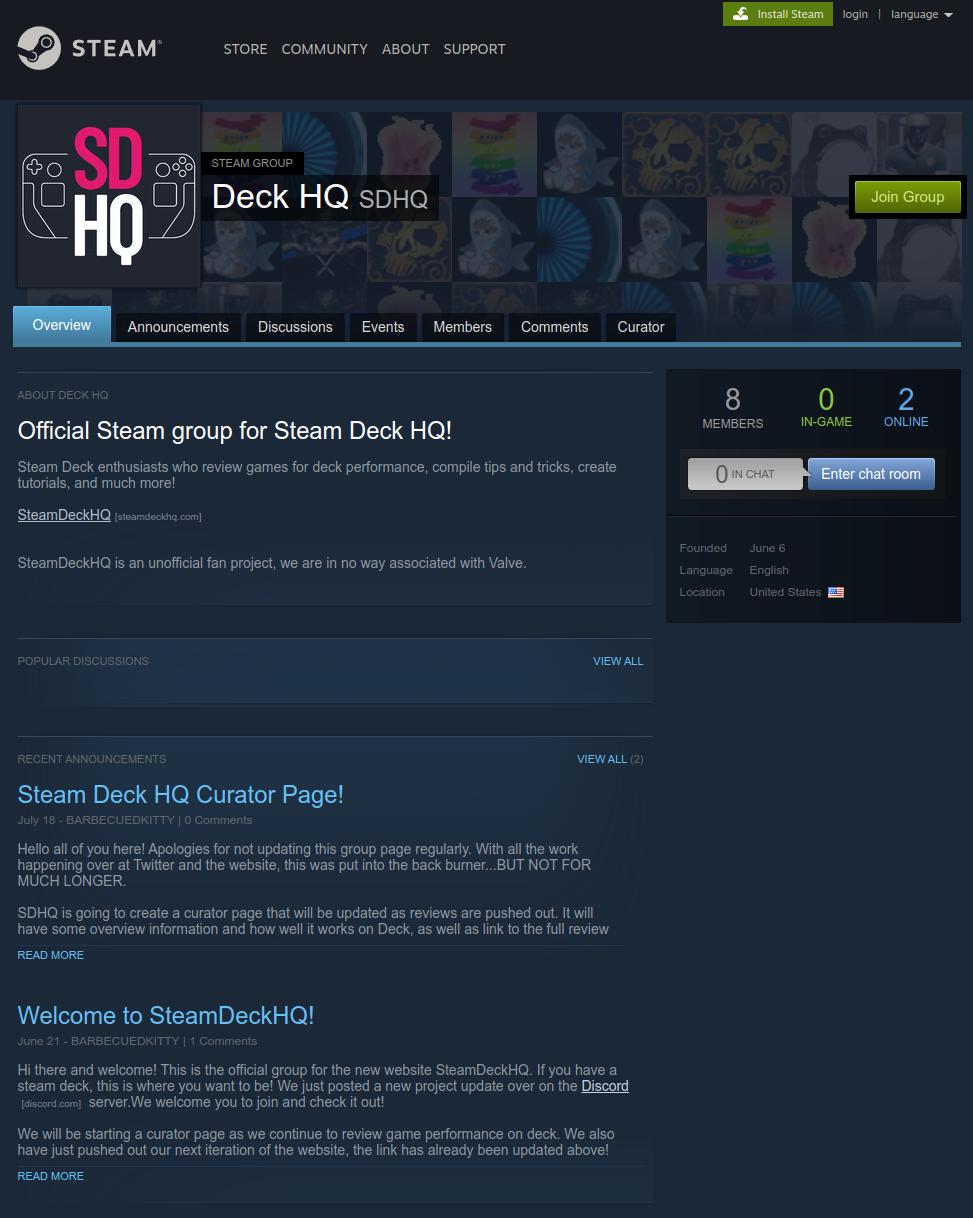 Install Steam
login | language
STEAM®
STORE COMMUNITY ABOUT SUPPORT
SD
HQ
STEAM GROUP
Deck HQ SDHQ
Join Group
Overview Announcements Discussions Events Members Comments Curator
ABOUT DECK HQ
Official Steam group for Steam Deck HQ!
Steam Deck enthusiasts who review games for deck performance, compile tips and tricks, create
tutorials, and much more!
SteamDeckHQ [steamdeckhq.com]
SteamDeckHQ is an unofficial fan project, we are in no way associated with Valve.
8 0 2
MEMBERS IN-GAME ONLINE
0 IN CHAT Enter chat room
Founded June 6
Language English
Location United States
POPULAR DISCUSSIONS VIEW ALL
RECENT ANNOUNCEMENTS VIEW ALL (2)
Steam Deck HQ Curator Page!
July 18 - BARBECUEDKITTY | 0 Comments
Hello all of you here! Apologies for not updating this group page regularly. With all the work
happening over at Twitter and the website, this was put into the back burner...BUT NOT FOR
MUCH LONGER.
SDHQ is going to create a curator page that will be updated as reviews are pushed out. It will
have some overview information and how well it works on Deck, as well as link to the full review
READ MORE
Welcome to SteamDeckHQ!
June 21 - BARBECUEDKITTY | 1 Comments
Hi there and welcome! This is the official group for the new website SteamDeckHQ. If you have a
steam deck, this is where you want to be! We just posted a new project update over on the Discord
[discord.com] server.We welcome you to join and check it out!
We will be starting a curator page as we continue to review game performance on deck. We also
have just pushed out our next iteration of the website, the link has already been updated above!
READ MORE